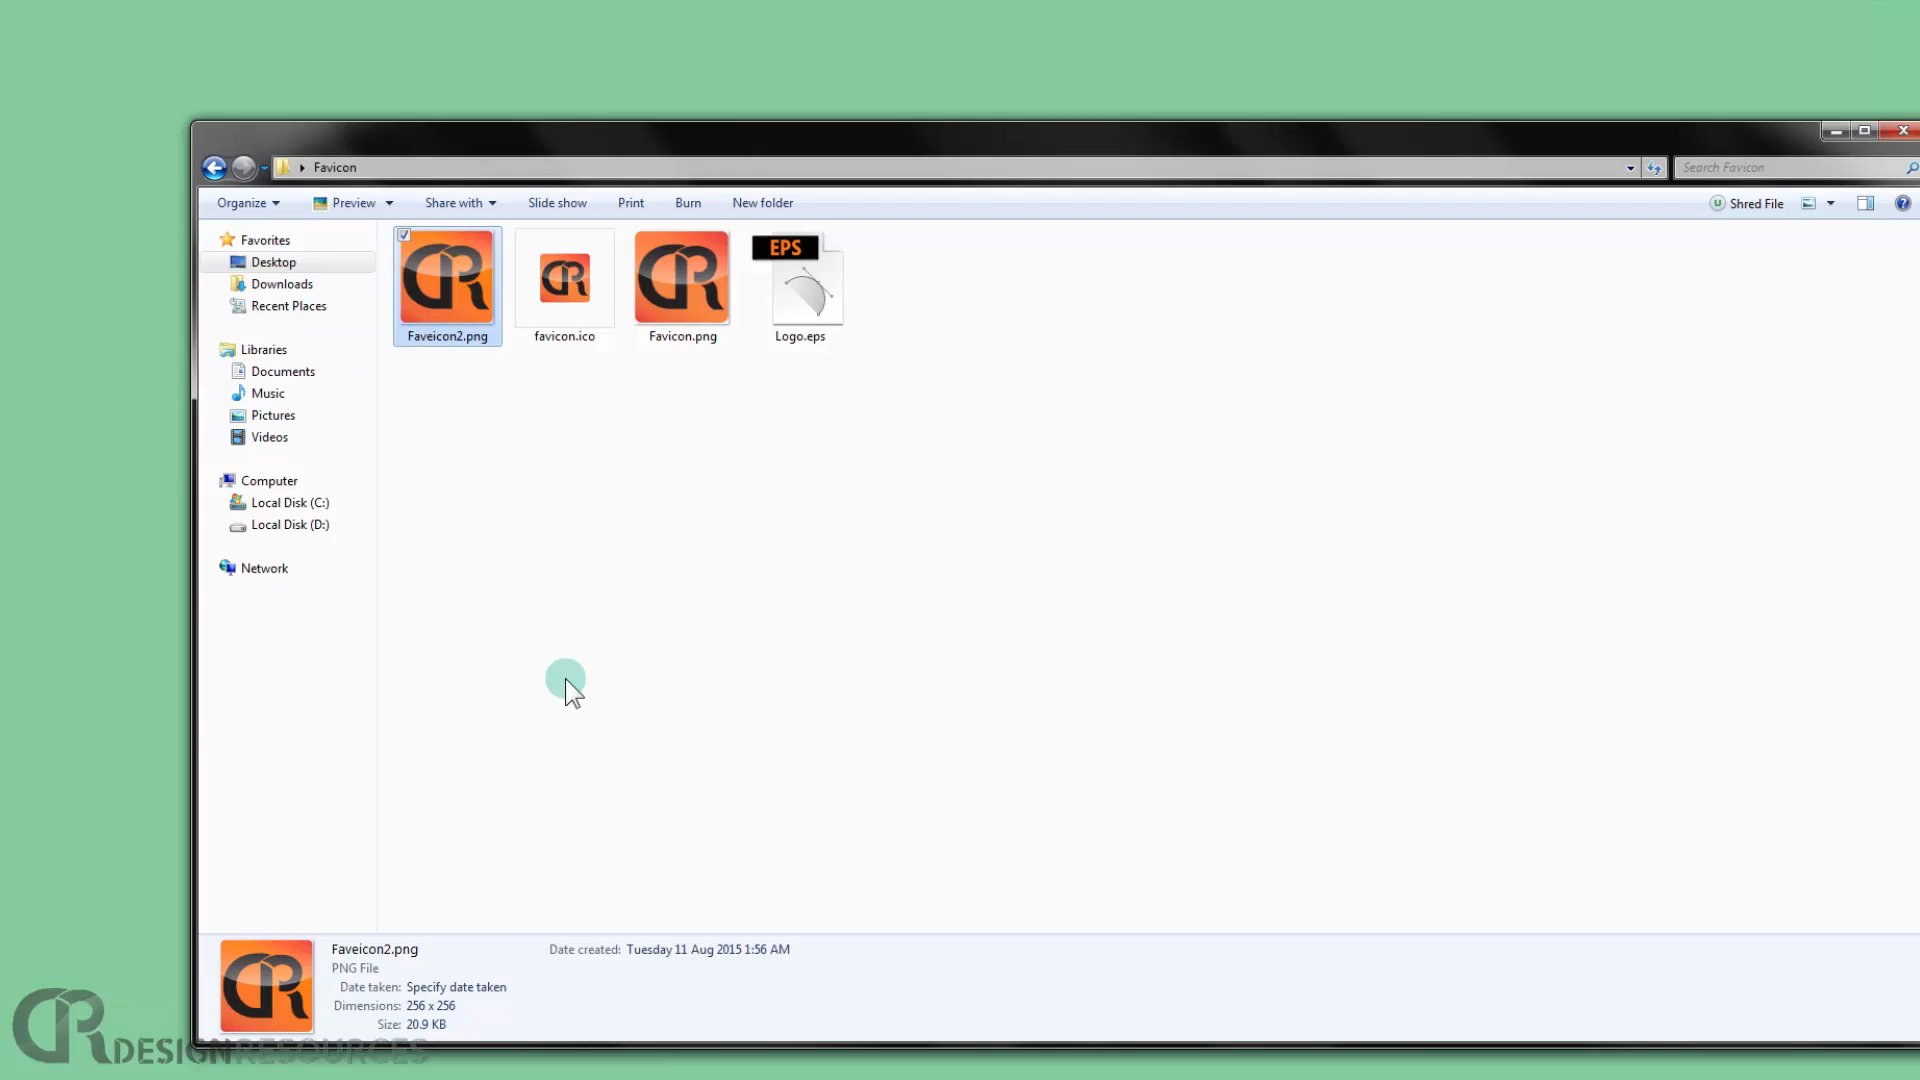 Favicon
Search Favicon
Organize
Preview
Share with
Slide show
Print
Burn
New folder
Shred File
Favorites
Desktop
Downloads
Recent Places
Libraries
Documents
Music
Pictures
Videos
Computer
Local Disk (C:)
Local Disk (D:)
Network
EPS
Faveicon2.png
favicon.ico
Favicon.png
Logo.eps
Faveicon2.png
Date created: Tuesday 11 Aug 2015 1:56 AM
PNG File
Date taken: Specify date taken
Dimensions: 256 x 256
Size: 20.9 KB
DESIGNRESOURCES